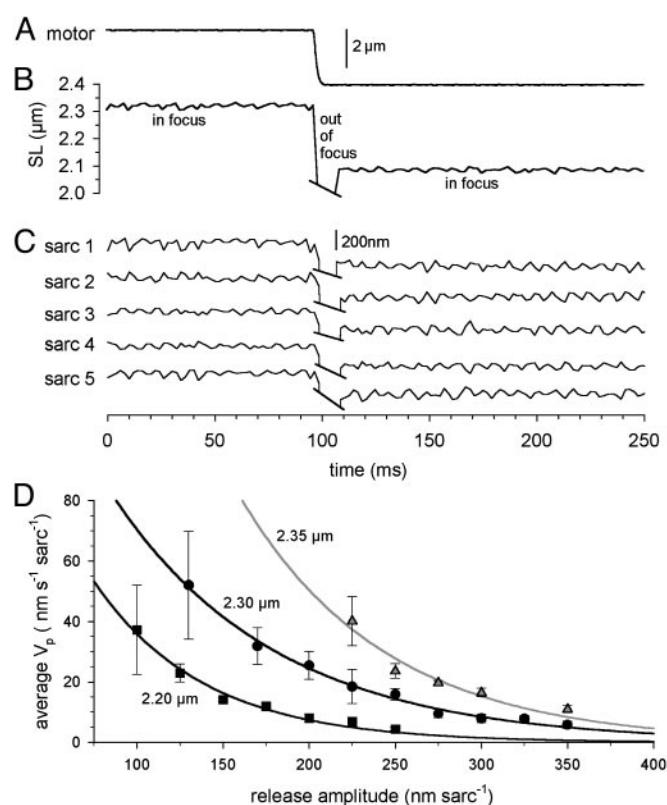 A
motor
2 µm
B
2.4
2.3
2.2
2.1
2.0
SL (µm)
in focus
out
of
focus
in focus
C
200nm
sarc 1
sarc 2
sarc 3
sarc 4
sarc 5
0 50 100 150 200 250
time (ms)
D
80
60
40
20
0
average Vp ( nm s⁻¹ sarc⁻¹)
2.35 µm
2.30 µm
2.20 µm
100 150 200 250 300 350 400
release amplitude (nm sarc⁻¹)